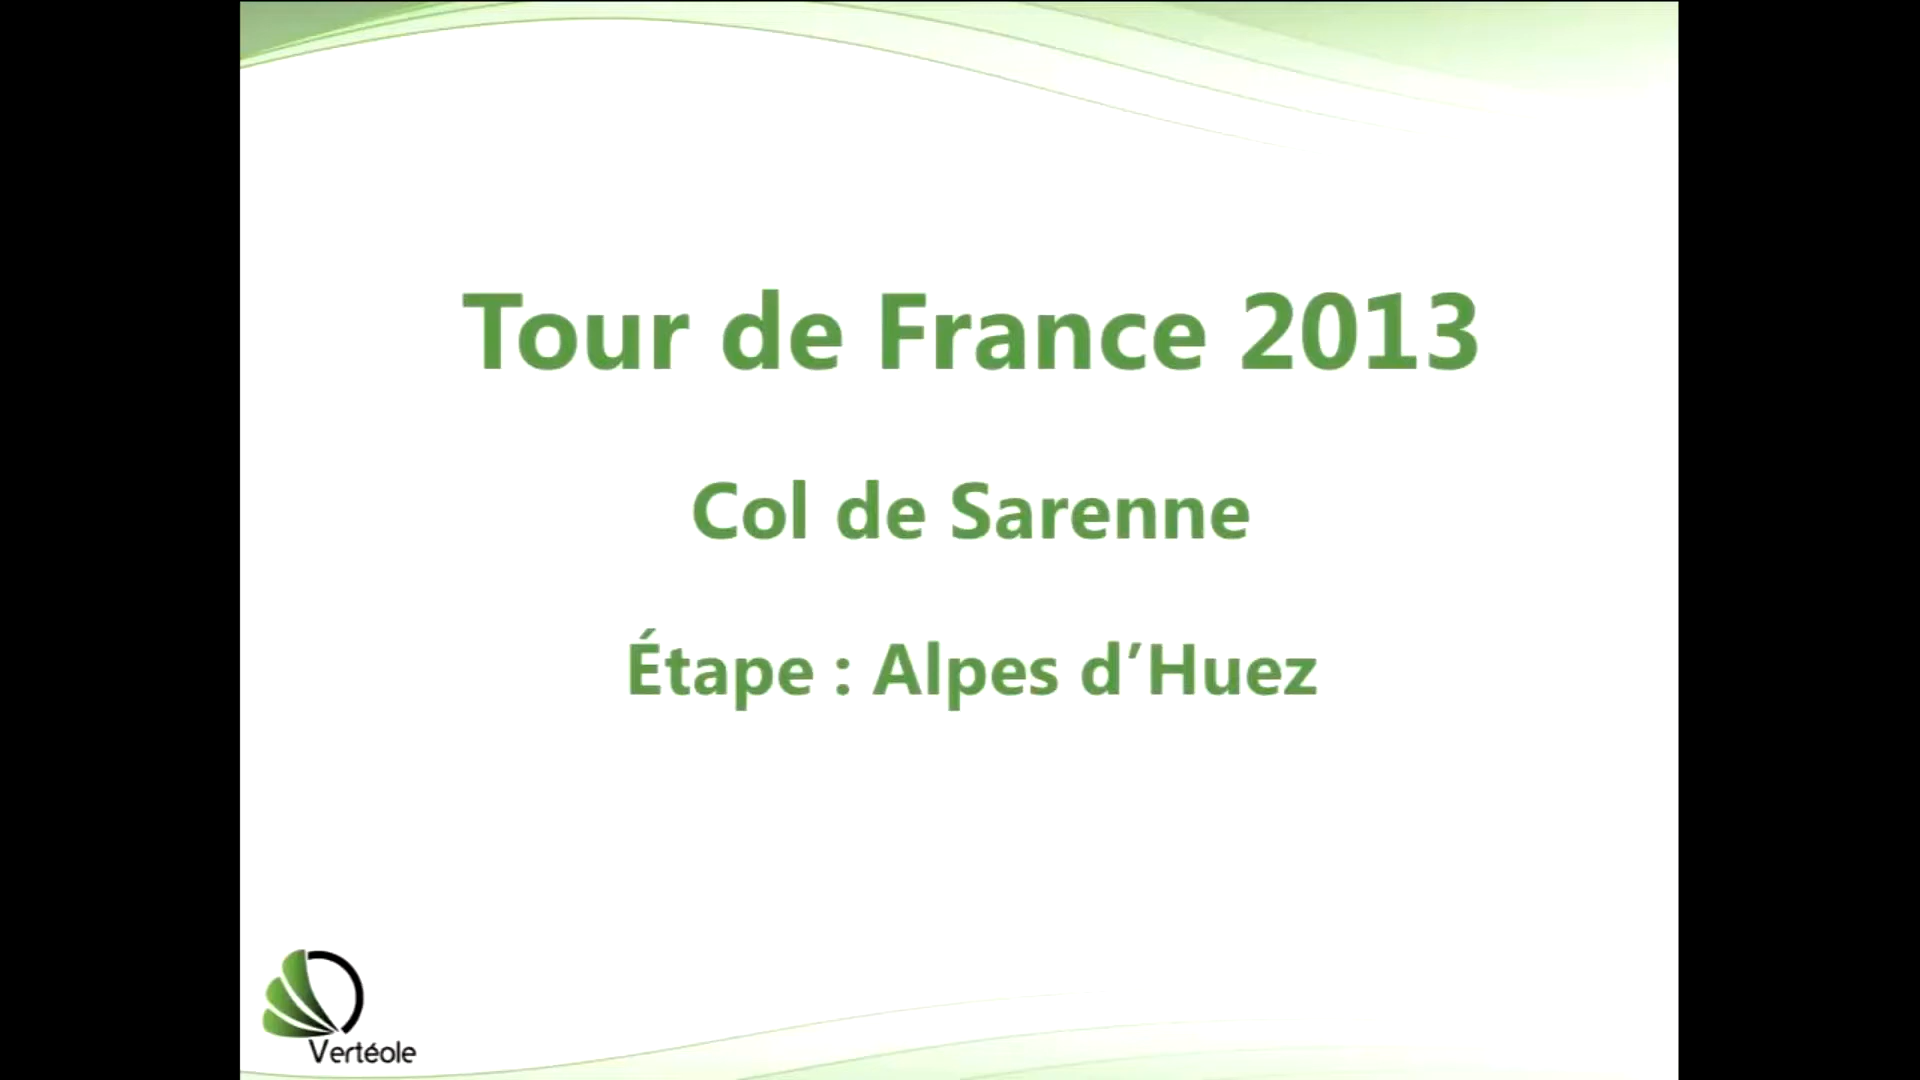 Tour de France 2013
Col de Sarenne
Étape : Alpes d’Huez
Vertéole